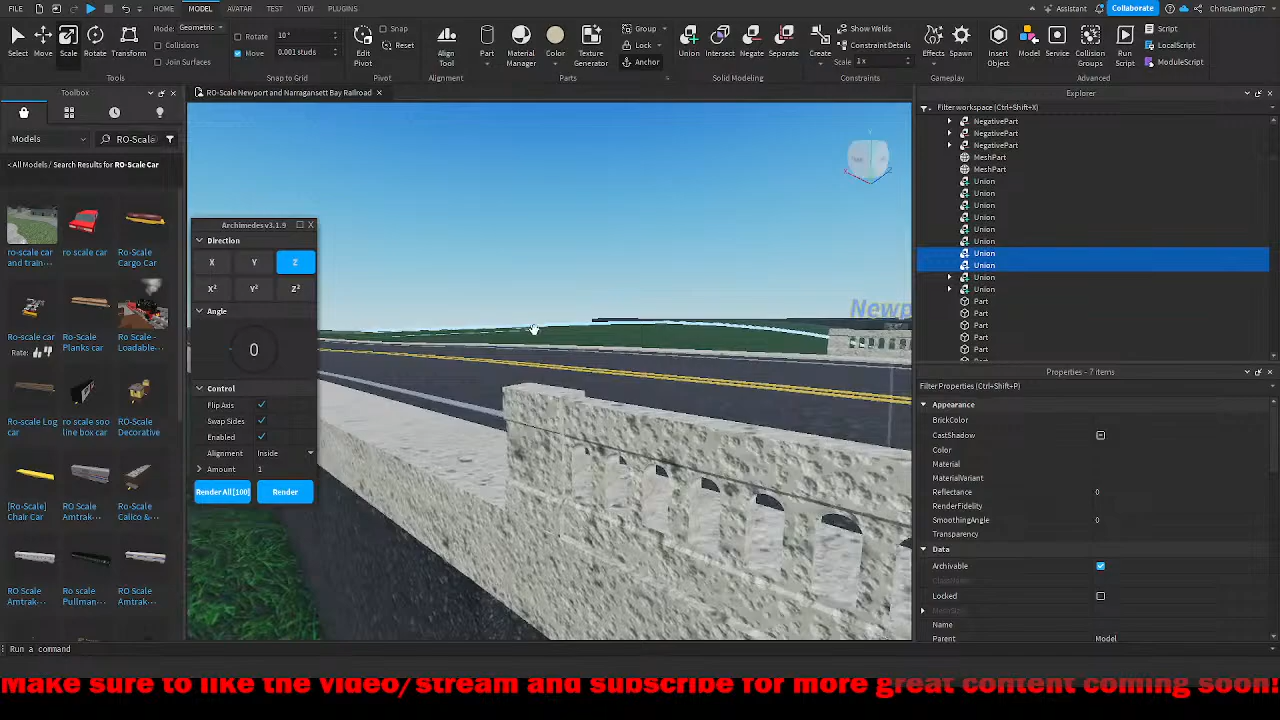 FILE HOME MODEL AVATAR TEST VIEW PLUGINS Assistant Collaborate ChrisGaming977
Select Move Scale Rotate Transform Mode: Geometric Collisions Join Surfaces Rotate 10° Move 0.001 studs Edit Pivot Snap Reset Align Tool Part Material Manager Color Texture Generator Group Lock Anchor Union Intersect Negate Separate Create Show Welds Constraint Details Scale 1x Effects Spawn Insert Object Model Service Collision Groups Run Script Script LocalScript ModuleScript
Tools Snap to Grid Pivot Alignment Parts Solid Modeling Constraints Gameplay Advanced
Toolbox
RO-Scale Newport and Narragansett Bay Railroad
Explorer
Filter workspace (Ctrl+Shift+X)
Models RO-Scale
<All Models / Search Results for RO-Scale Car
ro-scale car and train...
ro scale car
Ro-Scale Cargo Car
Ro-scale car
Rate:
Ro-Scale Planks car
Ro-Scale - Loadable...
Ro-scale Log car
Ro scale soo line box car
RO-Scale Decorative
[Ro-Scale] Chair Car
RO Scale Amtrak...
Ro-Scale Calico &...
RO Scale Amtrak...
Ro scale Pullman...
RO Scale Amtrak...
Archimedes v3.1.9
Direction
X Y Z
X² Y² Z²
Angle
0
Control
Flip Axis
Swap Sides
Enabled
Alignment Inside
Amount 1
Render All [100] Render
Newp
NegativePart
NegativePart
NegativePart
MeshPart
MeshPart
Union
Union
Union
Union
Union
Union
Union
Union
Union
Union
Part
Part
Part
Part
Part
Properties - 7 items
Filter Properties (Ctrl+Shift+P)
Appearance
BrickColor
CastShadow
Color
Material
MaterialVariant
Reflectance 0
RenderFidelity
SmoothingAngle 0
Transparency
Data
Archivable
Locked
Name
Parent Model
Run a command
Make sure to like the video/stream and subscribe for more great content coming soon!